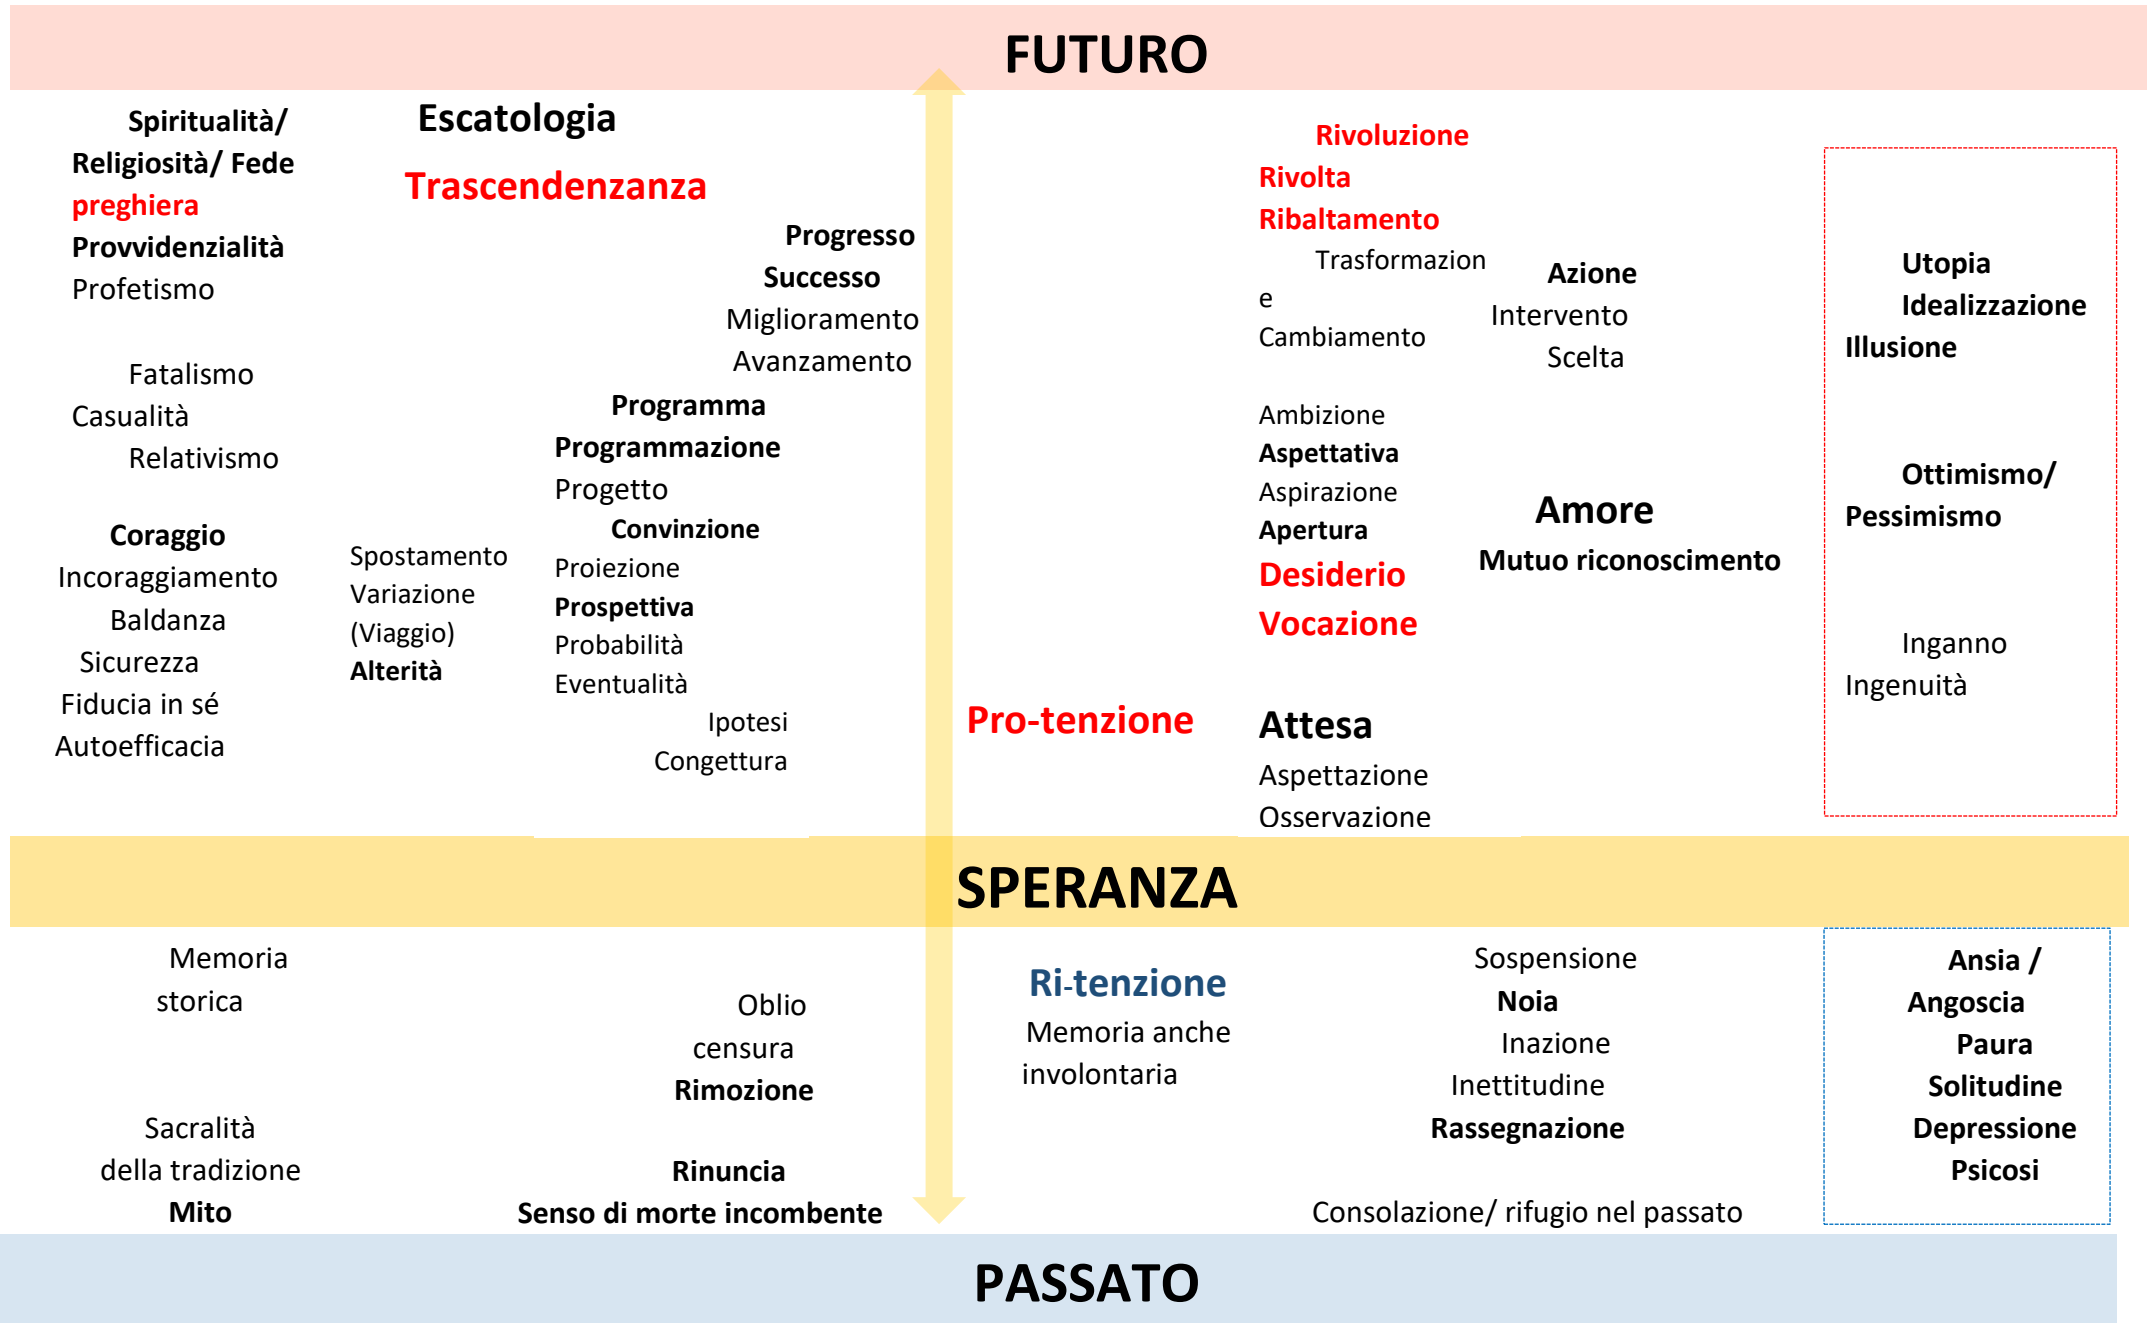 FUTURO
Spiritualità/
Religiosità/ Fede
preghiera
Provvidenzialità
Profetismo
Fatalismo
Casualità
Relativismo
Coraggio
Incoraggiamento
Baldanza
Sicurezza
Fiducia in sé
Autoefficacia
Escatologia
Trascendenzanza
Spostamento
Variazione
(Viaggio)
Alterità
Progresso
Successo
Miglioramento
Avanzamento
Programma
Programmazione
Progetto
Convinzione
Proiezione
Prospettiva
Probabilità
Eventualità
Ipotesi
Congettura
Pro-tenzione
Rivoluzione
Rivolta
Ribaltamento
Trasformazion
e
Cambiamento
Ambizione
Aspettativa
Aspirazione
Apertura
Desiderio
Vocazione
Attesa
Aspettazione
Osservazione
Azione
Intervento
Scelta
Amore
Mutuo riconoscimento
Utopia
Idealizzazione
Illusione
Ottimismo/
Pessimismo
Inganno
Ingenuità
SPERANZA
Memoria
storica
Sacralità
della tradizione
Mito
Oblio
censura
Rimozione
Rinuncia
Senso di morte incombente
Ri-tenzione
Memoria anche
involontaria
Sospensione
Noia
Inazione
Inettitudine
Rassegnazione
Consolazione/ rifugio nel passato
Ansia /
Angoscia
Paura
Solitudine
Depressione
Psicosi
PASSATO